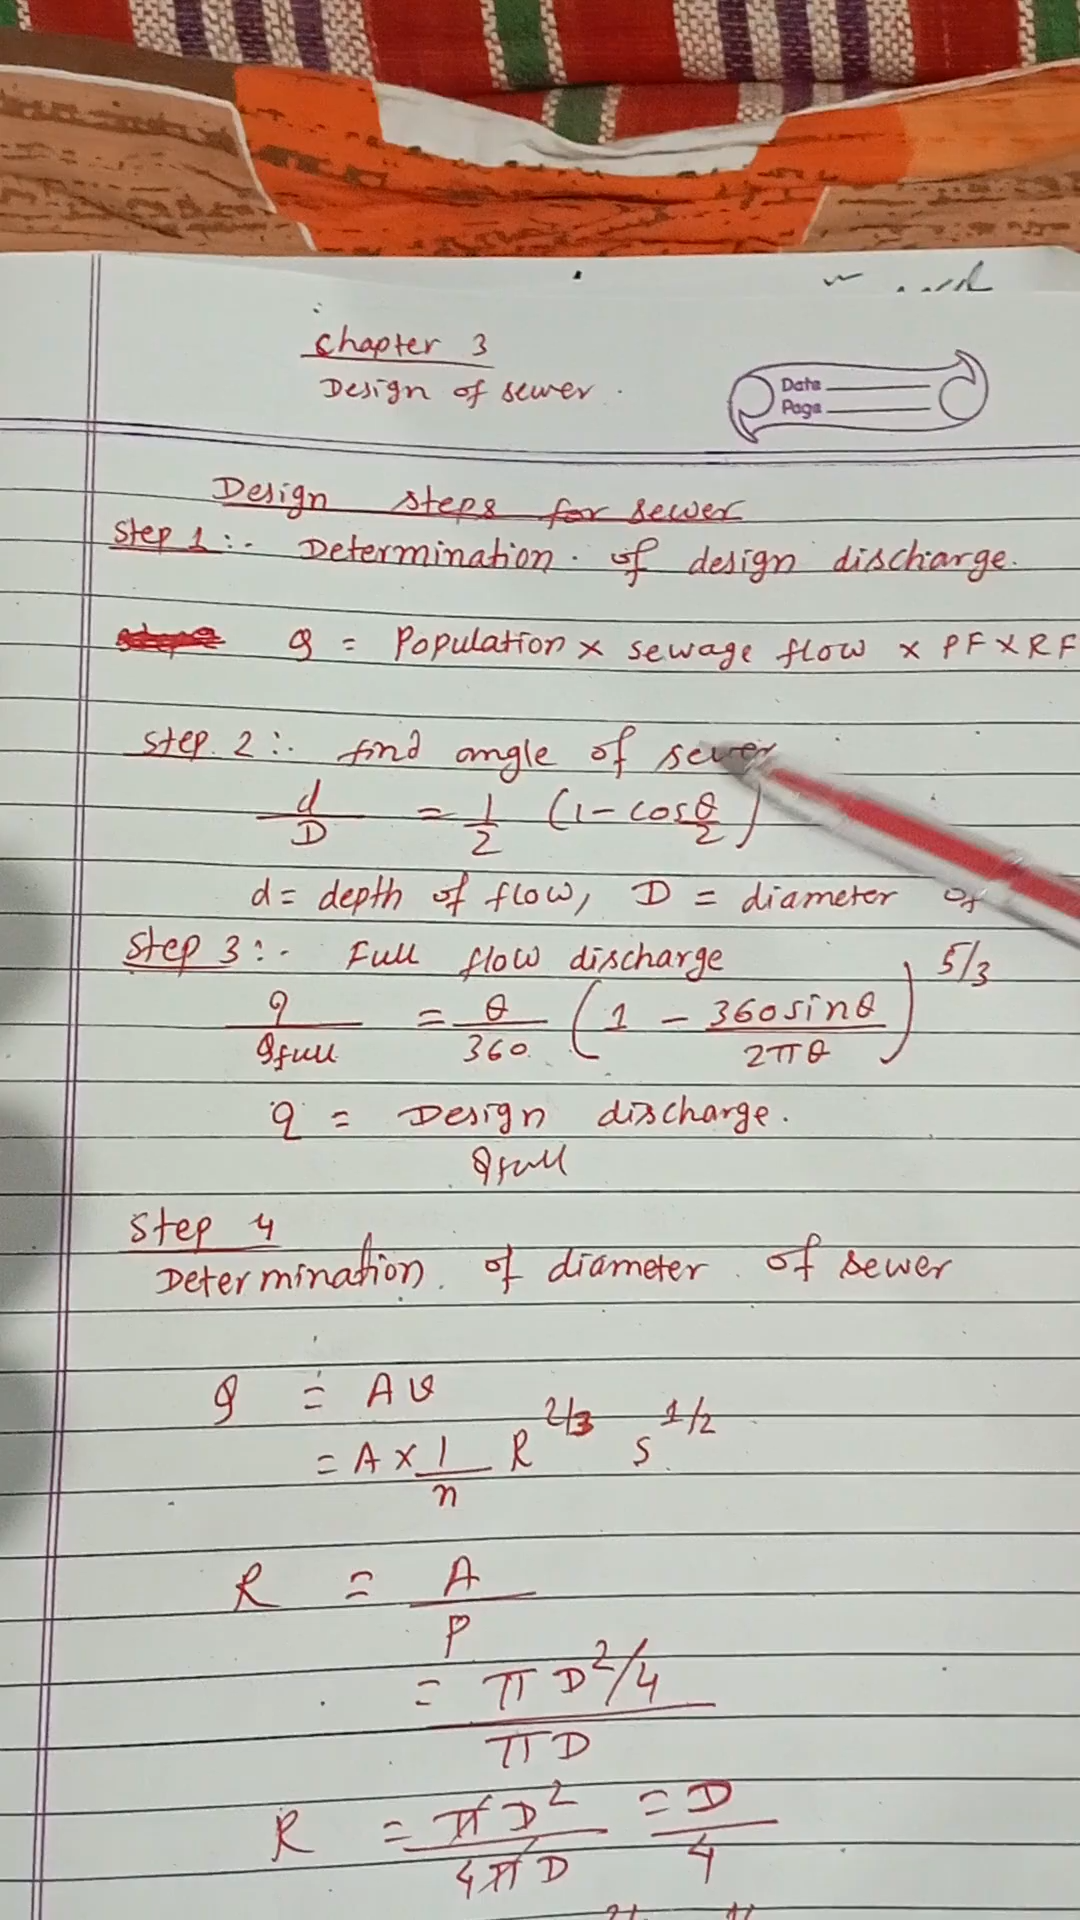 Chapter 3
Design of sewer.
Date
Page
Design steps for sewer
Step 1:- Determination of design discharge.
Q = Population × sewage flow × PF × RF
Step 2:- find angle of sewer
d/D = 1/2 (1 - cosθ/2)
d = depth of flow, D = diameter of
Step 3:- Full flow discharge
q/qfull = θ/360 (1 - 360sinθ/2πθ)^5/3
q = Design discharge.
Qfull
Step 4
Determination of diameter of sewer
Q = AV
= A × 1/n R^2/3 S^1/2
R = A/P
= πD²/4 / πD
R = πD²/4πD = D/4